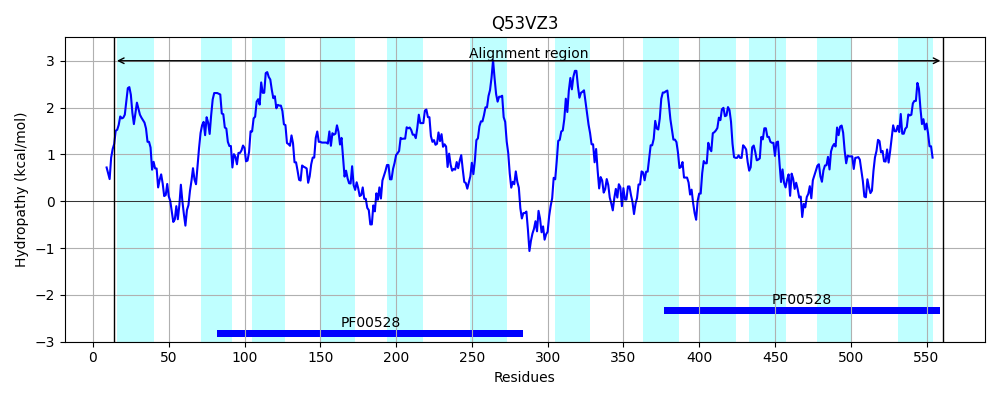 Q53VZ3
Alignment region
Hydropathy (kcal/mol)
3
2
1
0
−1
−2
−3
PF00528
PF00528
0 50 100 150 200 250 300 350 400 450 500 550
Residues